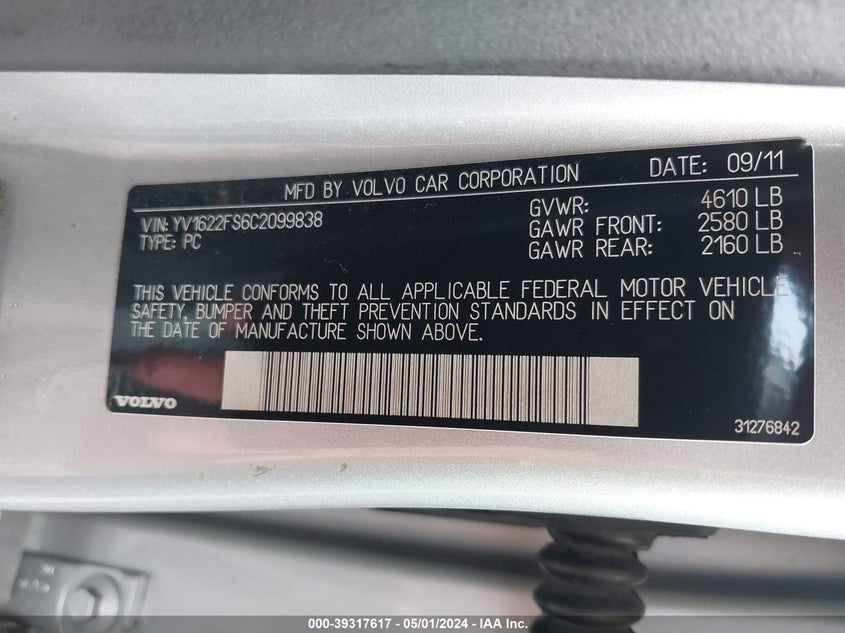 MFD BY VOLVO CAR CORPORATION DATE: 09/11
VIN: YV1622FS6C2099838 GVWR: 4610 LB
TYPE: PC GAWR FRONT: 2580 LB
GAWR REAR: 2160 LB
THIS VEHICLE CONFORMS TO ALL APPLICABLE FEDERAL MOTOR VEHICLE
SAFETY, BUMPER AND THEFT PREVENTION STANDARDS IN EFFECT ON
THE DATE OF MANUFACTURE SHOWN ABOVE.
VOLVO
31276842
000-39317617 - 05/01/2024 - IAA Inc.